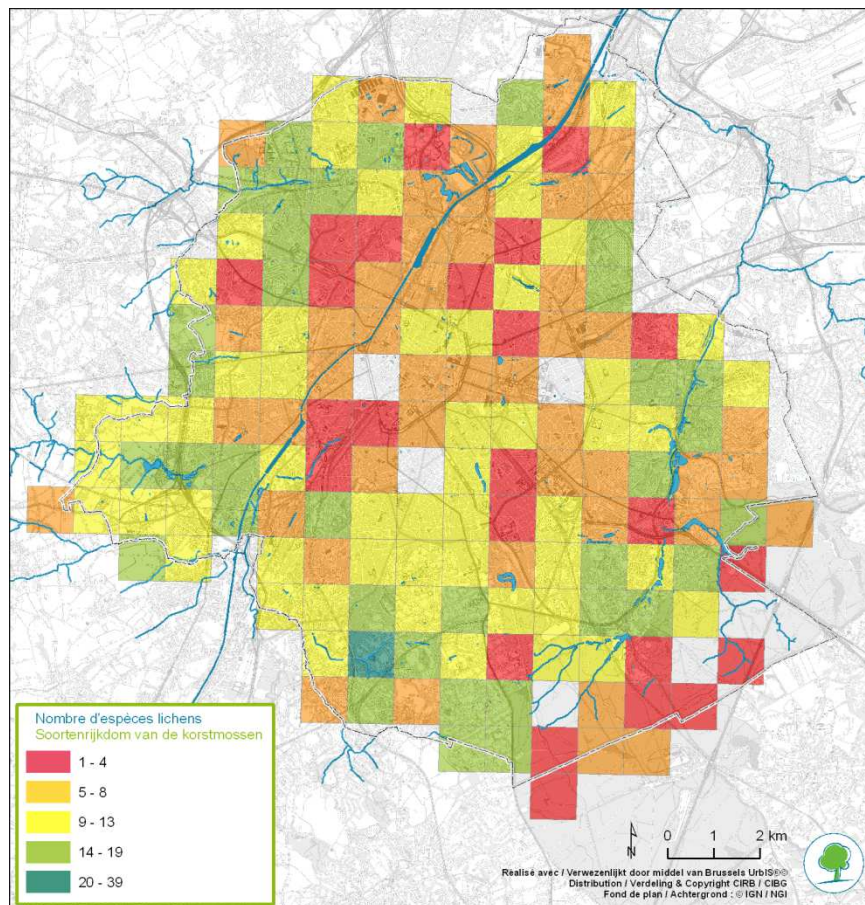 Nombre d'espèces lichens
Soortenrijkdom van de korstmossen
1 - 4
5 - 8
9 - 13
14 - 19
20 - 39
N
0 1 2 km
Réalisé avec / Verwezenlijkt door middel van Brussels UrbIS®©
Distribution / Verdeling & Copyright CIRB / CIBG
Fond de plan / Achtergrond : © IGN / NGI